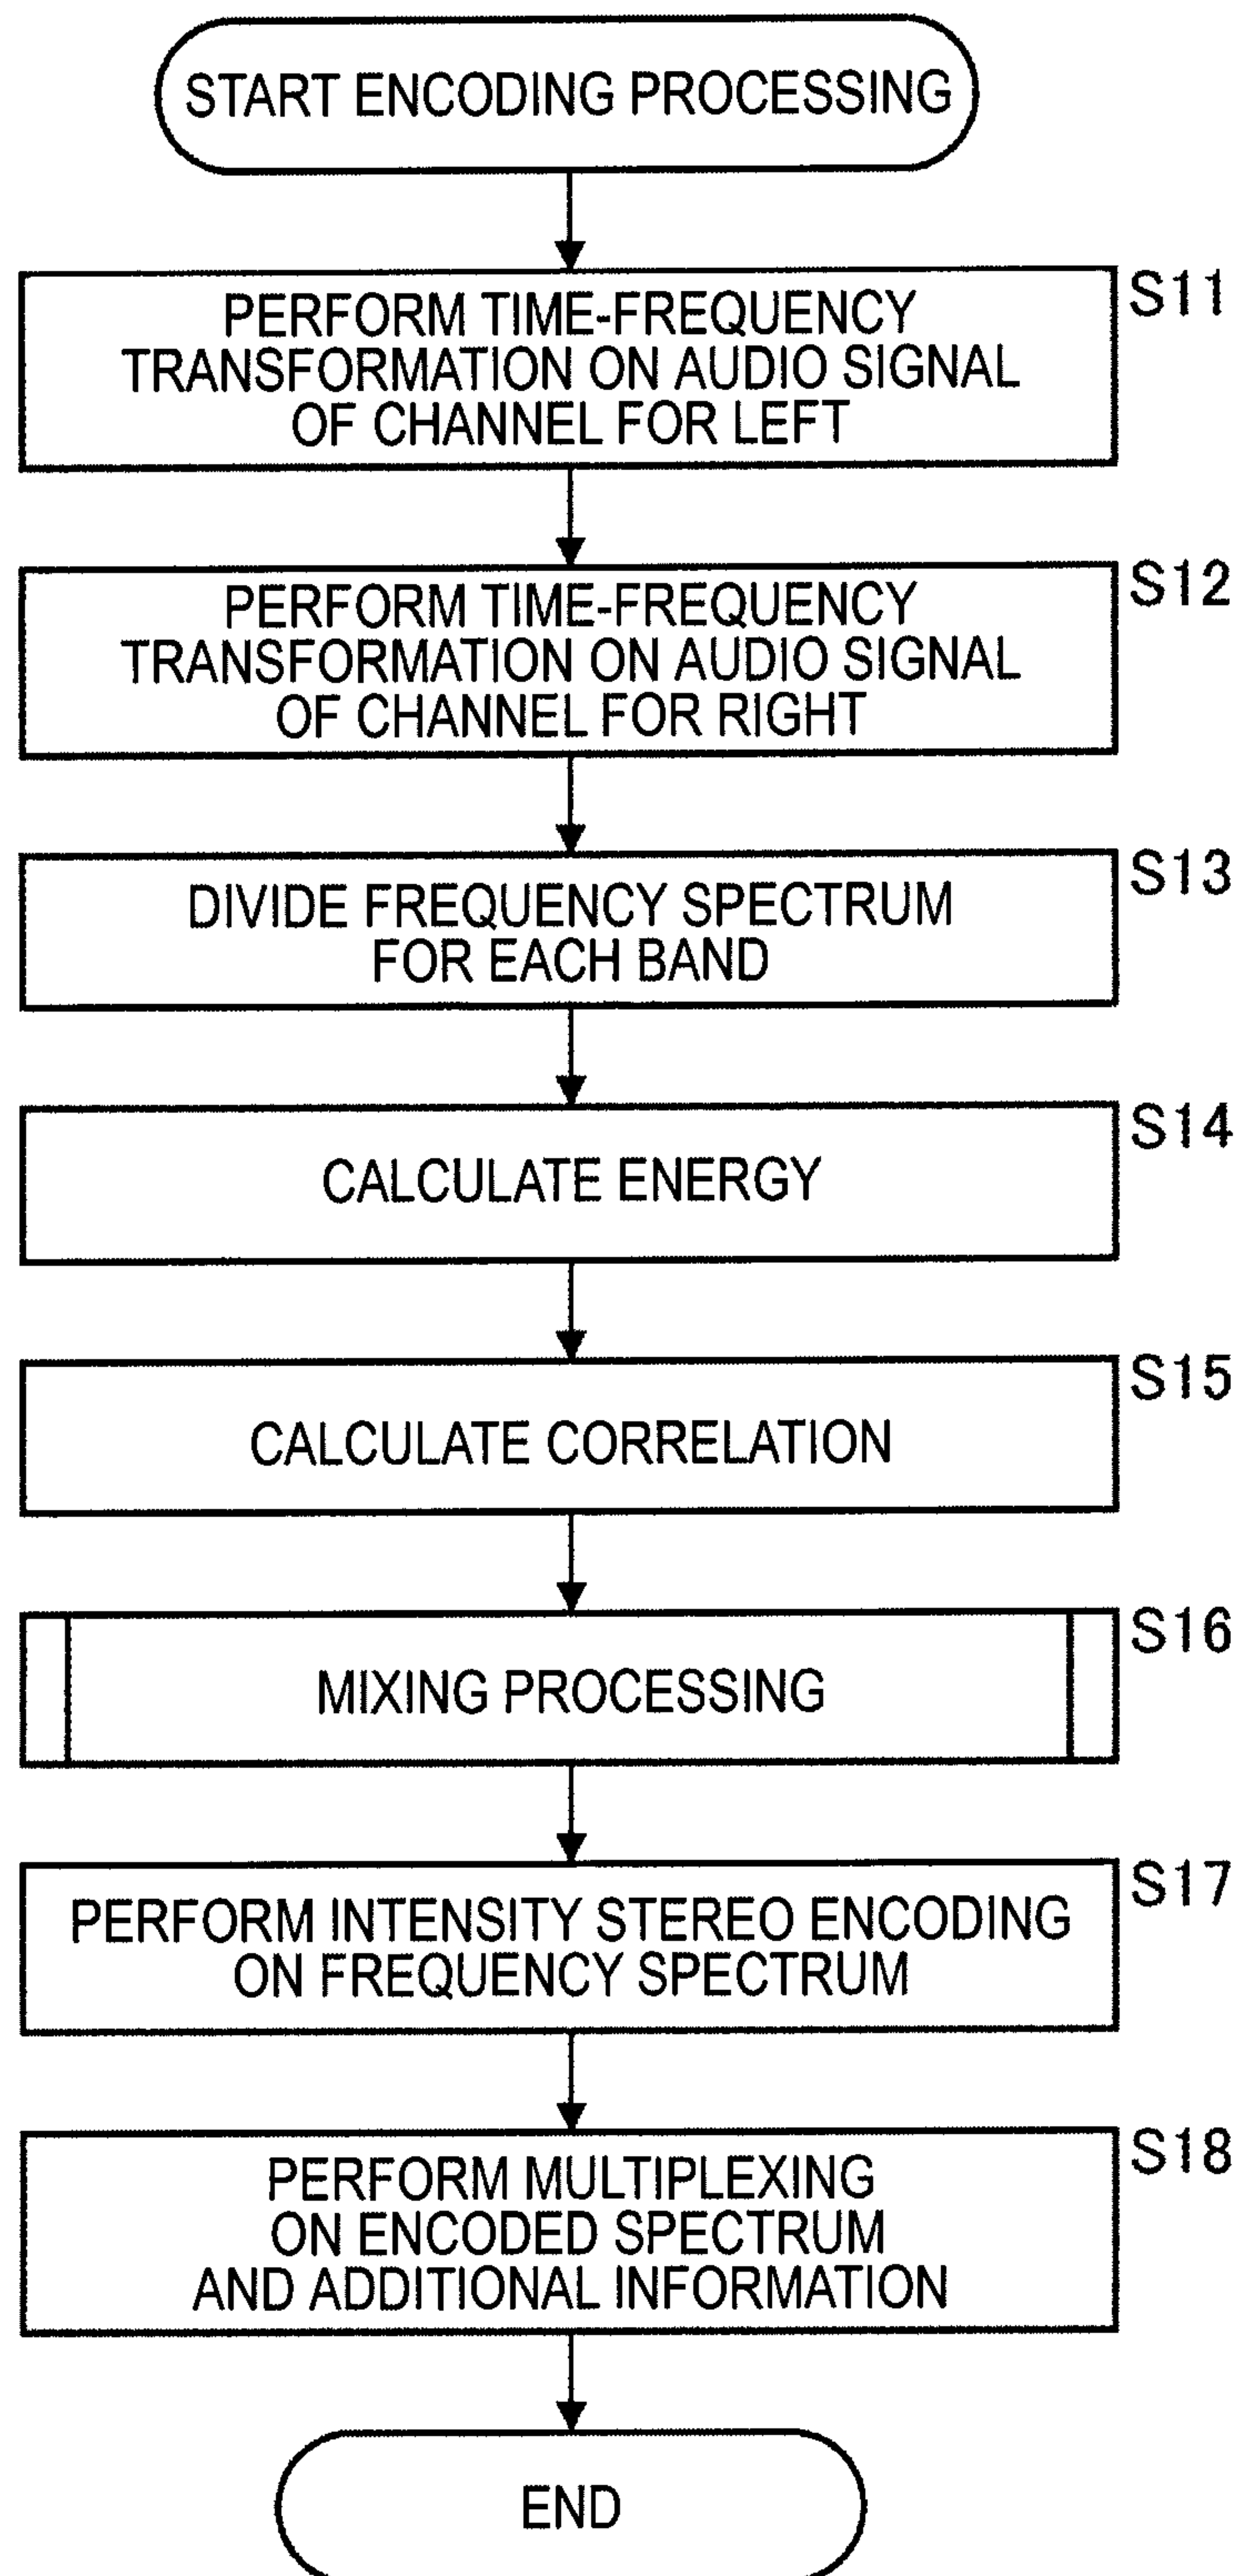 START ENCODING PROCESSING
S11
PERFORM TIME-FREQUENCY
TRANSFORMATION ON AUDIO SIGNAL
OF CHANNEL FOR LEFT
S12
PERFORM TIME-FREQUENCY
TRANSFORMATION ON AUDIO SIGNAL
OF CHANNEL FOR RIGHT
S13
DIVIDE FREQUENCY SPECTRUM
FOR EACH BAND
S14
CALCULATE ENERGY
S15
CALCULATE CORRELATION
S16
MIXING PROCESSING
S17
PERFORM INTENSITY STEREO ENCODING
ON FREQUENCY SPECTRUM
S18
PERFORM MULTIPLEXING
ON ENCODED SPECTRUM
AND ADDITIONAL INFORMATION
END